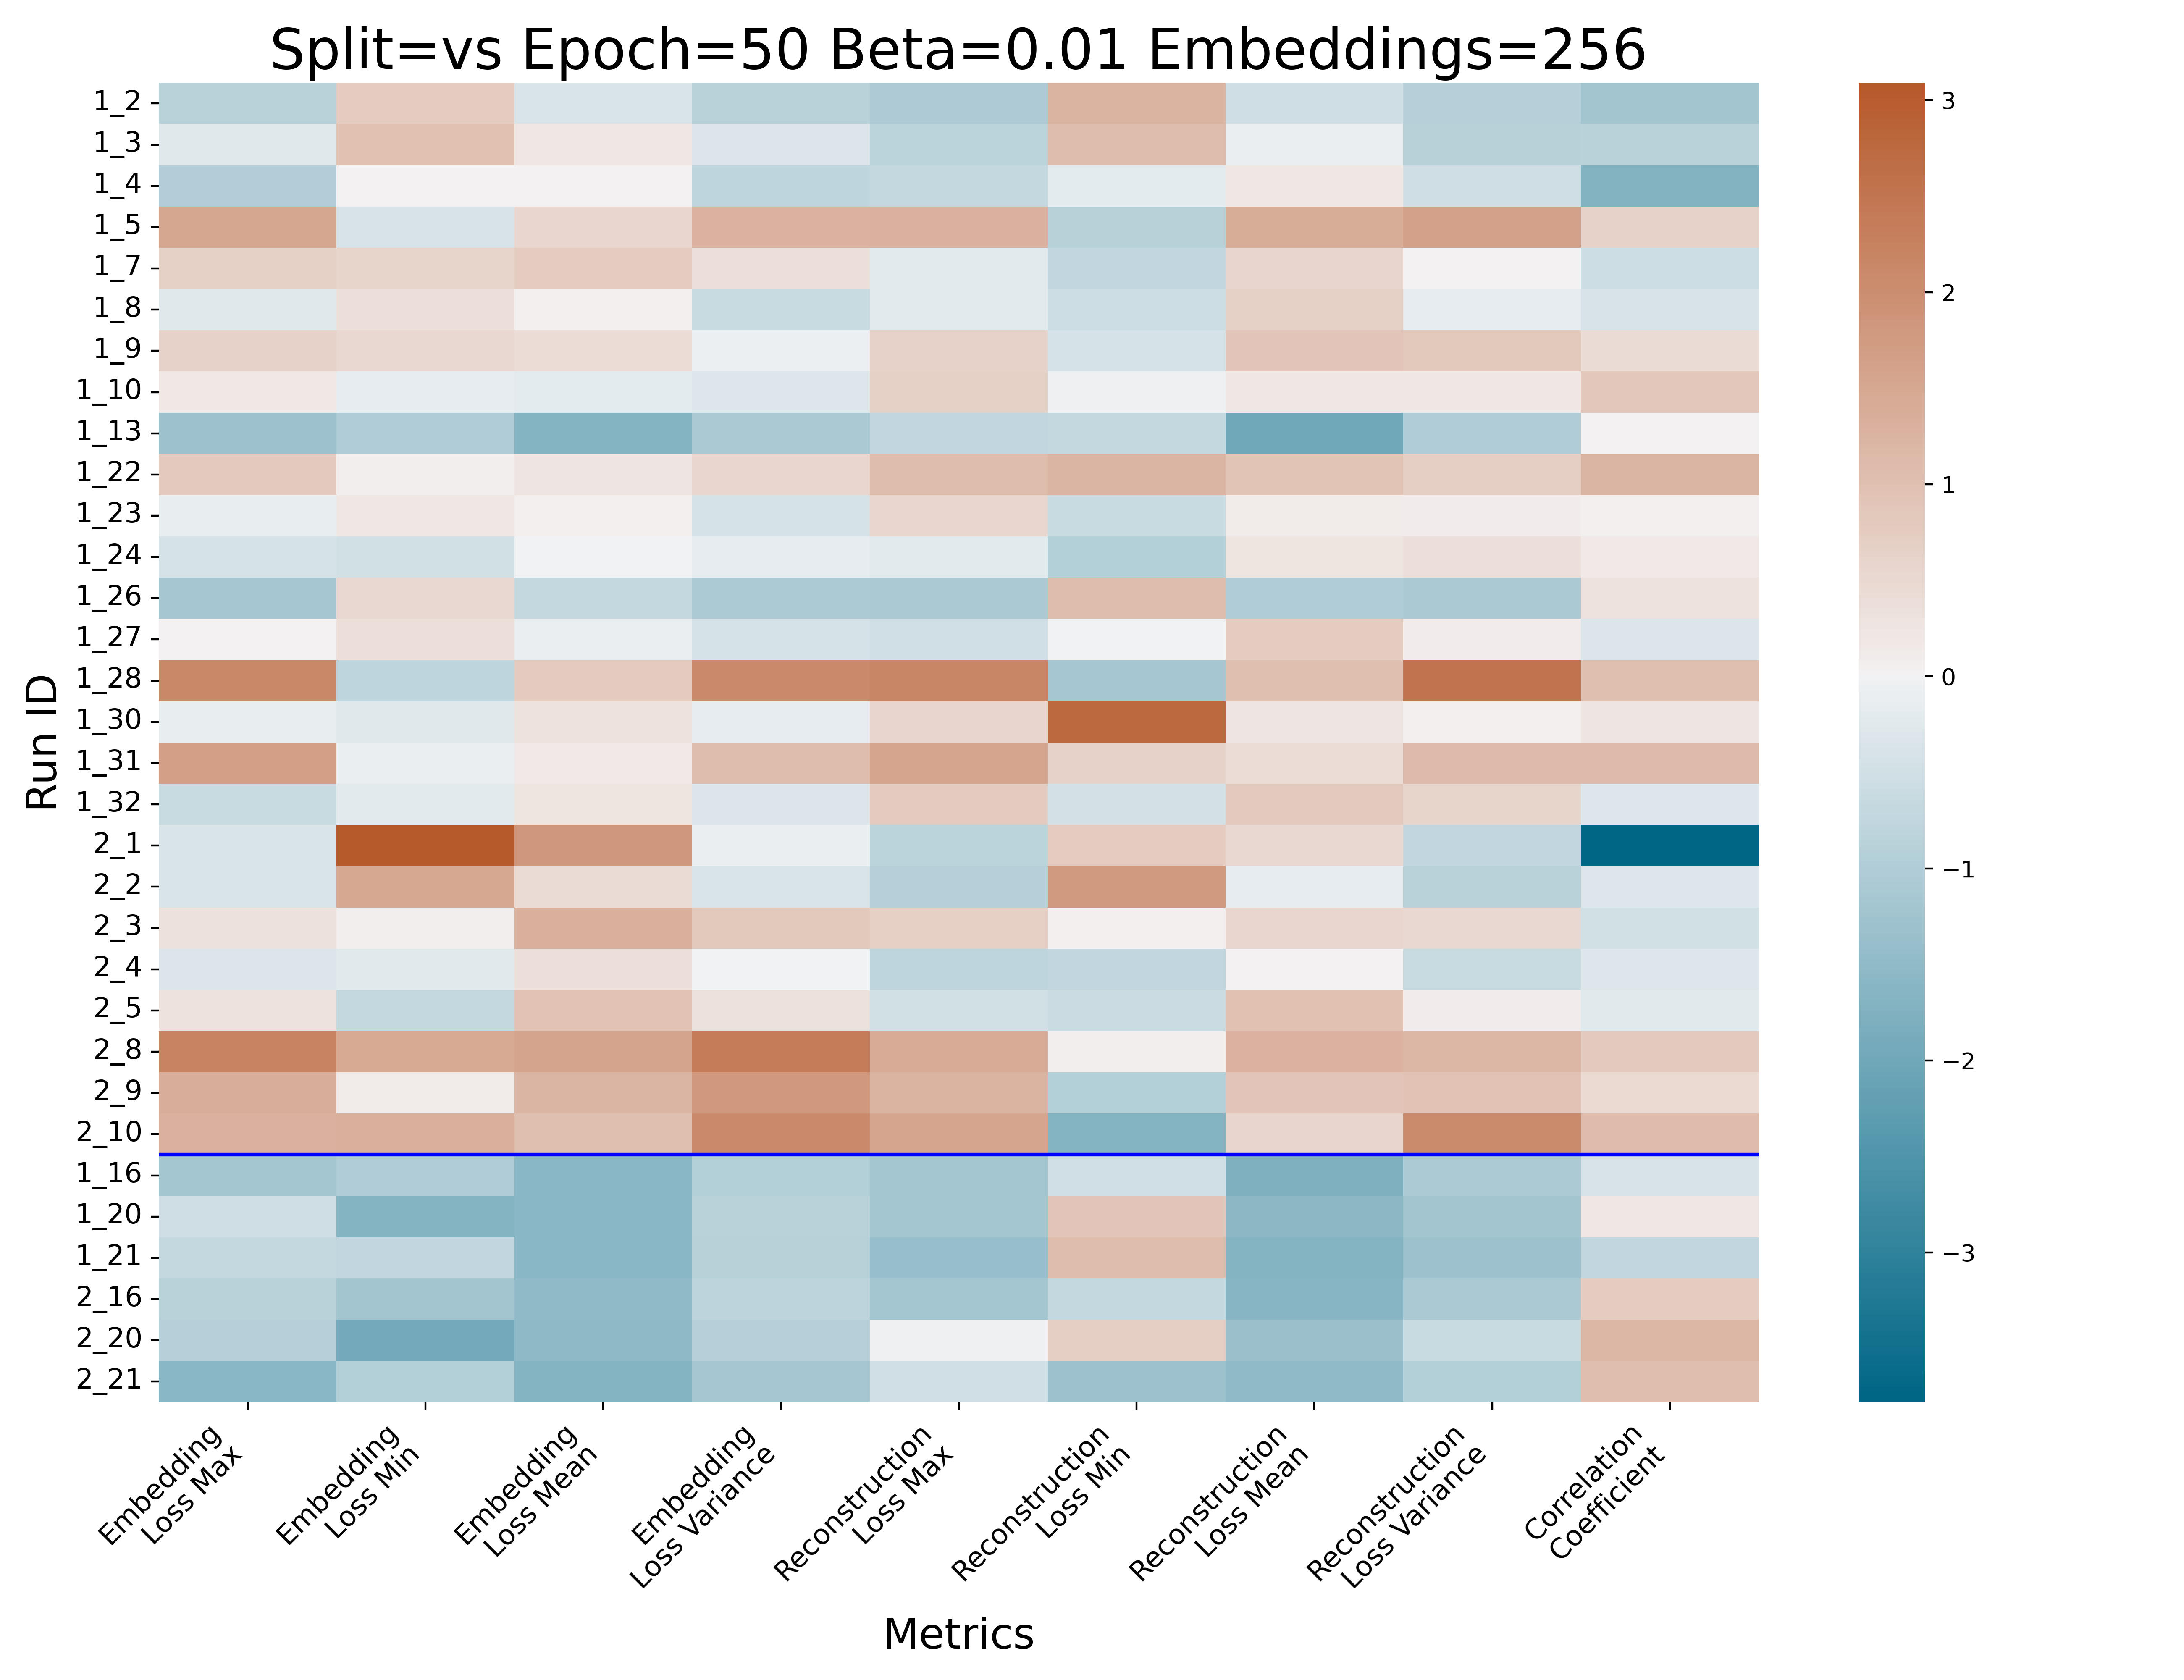 Split=vs Epoch=50 Beta=0.01 Embeddings=256
Run ID
1_2
1_3
1_4
1_5
1_7
1_8
1_9
1_10
1_13
1_22
1_23
1_24
1_26
1_27
1_28
1_30
1_31
1_32
2_1
2_2
2_3
2_4
2_5
2_8
2_9
2_10
1_16
1_20
1_21
2_16
2_20
2_21
3
2
1
0
−1
−2
−3
Embedding
Loss Max
Embedding
Loss Min
Embedding
Loss Mean
Embedding
Loss Variance
Reconstruction
Loss Max
Reconstruction
Loss Min
Reconstruction
Loss Mean
Reconstruction
Loss Variance
Correlation
Coefficient
Metrics